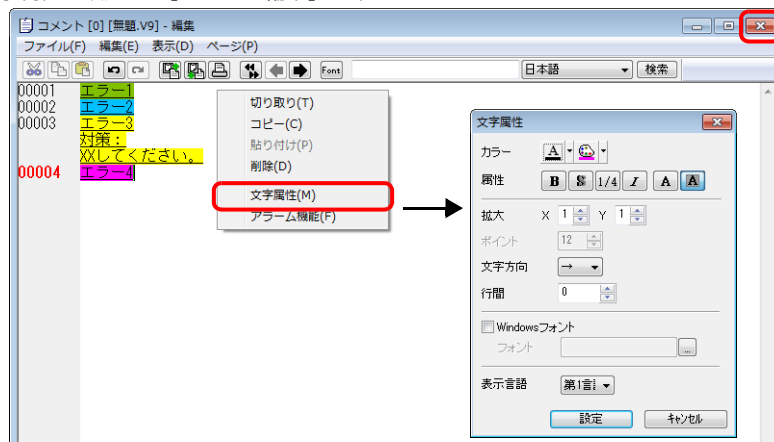 コメント [0] [無題.V9] - 編集
ファイル(F) 編集(E) 表示(D) ページ(P)
Font 日本語 検索
00001 エラー1
00002 エラー2
00003 エラー3
対策：
XXしてください。
00004 エラー4
切り取り(T)
コピー(C)
貼り付け(P)
削除(D)
文字属性(M)
アラーム機能(F)
文字属性
カラー A
属性 B S 1/4 I A A
拡大 X 1 Y 1
ポイント 12
文字方向 →
行間 0
Windowsフォント
フォント ...
表示言語 第1言語
設定 キャンセル